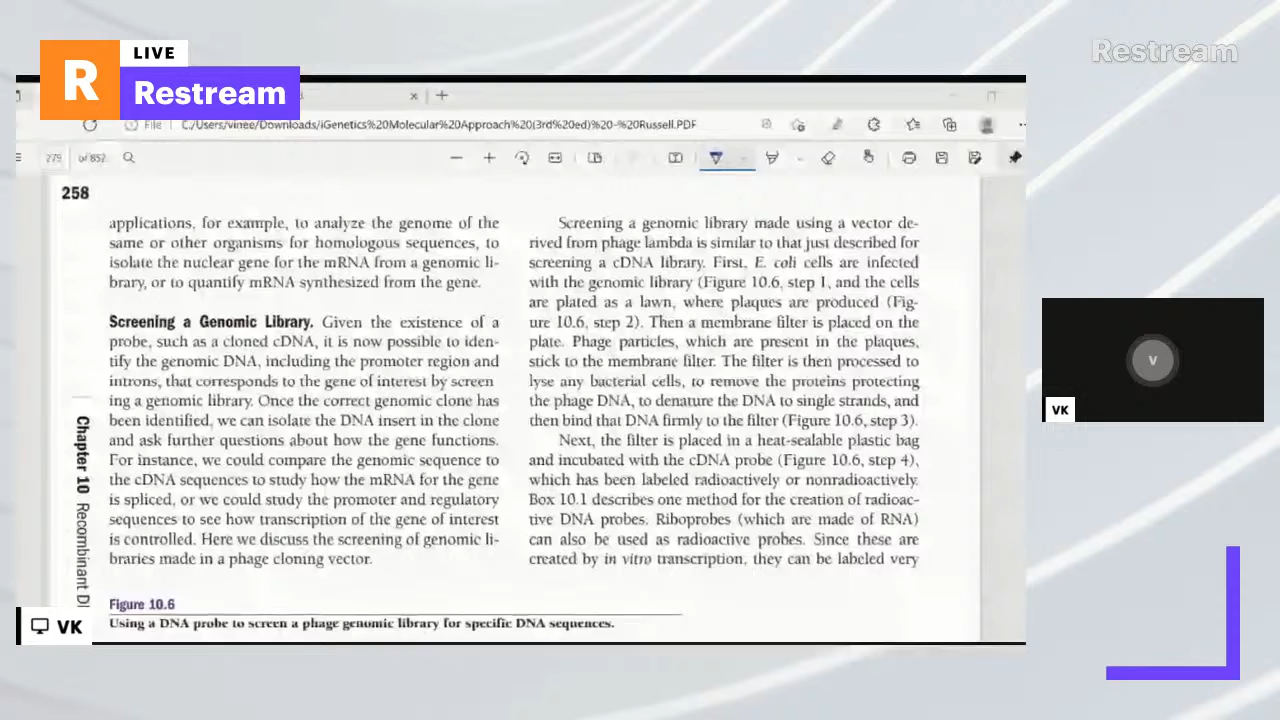 LIVE
R
Restream
Restream
File
C:/Users/vinee/Downloads/iGenetics%20Molecular%20Approach%20(3rd%20ed)%20-%20Russell.PDF
279 of 852
258
applications, for example, to analyze the genome of the
same or other organisms for homologous sequences, to
isolate the nuclear gene for the mRNA from a genomic li-
brary, or to quantify mRNA synthesized from the gene.
Screening a Genomic Library. Given the existence of a
probe, such as a cloned cDNA, it is now possible to iden-
tify the genomic DNA, including the promoter region and
introns, that corresponds to the gene of interest by screen
ing a genomic library. Once the correct genomic clone has
been identified, we can isolate the DNA insert in the clone
and ask further questions about how the gene functions.
For instance, we could compare the genomic sequence to
the cDNA sequences to study how the mRNA for the gene
is spliced, or we could study the promoter and regulatory
sequences to see how transcription of the gene of interest
is controlled. Here we discuss the screening of genomic li-
braries made in a phage cloning vector.
Screening a genomic library made using a vector de-
rived from phage lambda is similar to that just described for
screening a cDNA library. First, E. coli cells are infected
with the genomic library (Figure 10.6, step 1, and the cells
are plated as a lawn, where plaques are produced (Fig-
ure 10.6, step 2). Then a membrane filter is placed on the
plate. Phage particles, which are present in the plaques,
stick to the membrane filter. The filter is then processed to
lyse any bacterial cells, to remove the proteins protecting
the phage DNA, to denature the DNA to single strands, and
then bind that DNA firmly to the filter (Figure 10.6, step 3).
Next, the filter is placed in a heat-sealable plastic bag
and incubated with the cDNA probe (Figure 10.6, step 4),
which has been labeled radioactively or nonradioactively.
Box 10.1 describes one method for the creation of radioac-
tive DNA probes. Riboprobes (which are made of RNA)
can also be used as radioactive probes. Since these are
created by in vitro transcription, they can be labeled very
Chapter 10 Recombinant
Figure 10.6
Using a DNA probe to screen a phage genomic library for specific DNA sequences.
VK
V
VK